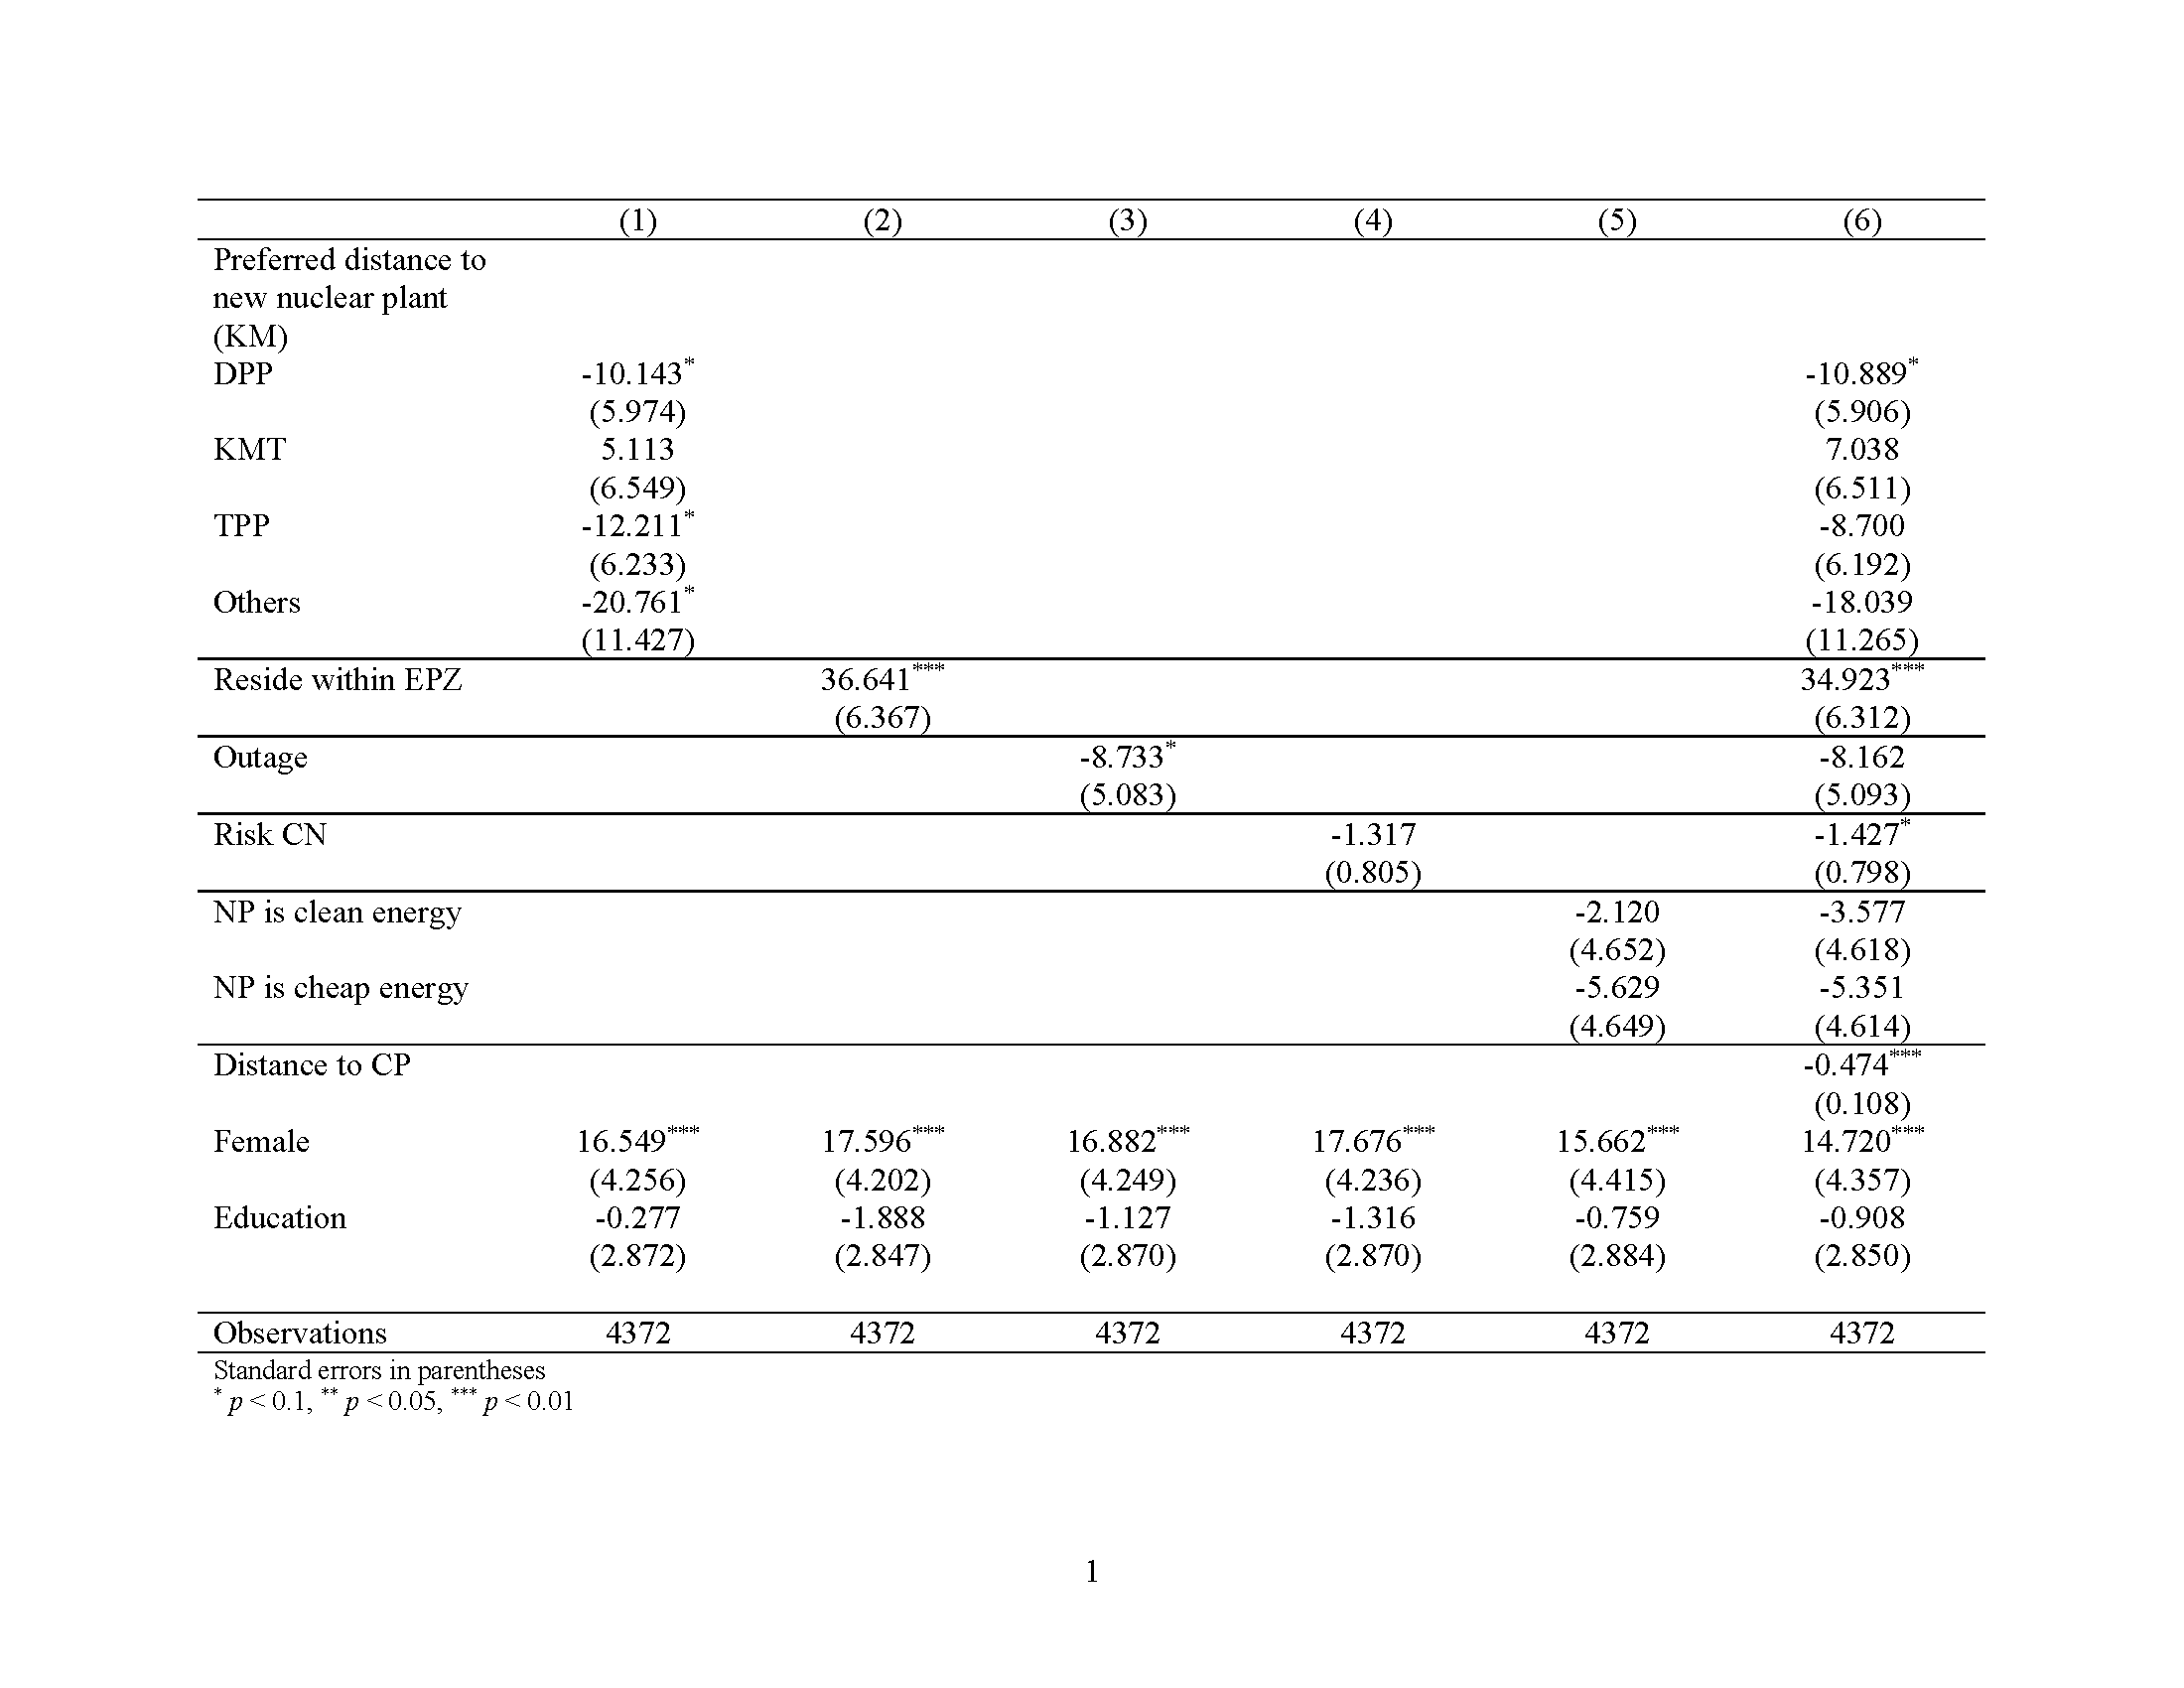 (1) (2) (3) (4) (5) (6)
Preferred distance to
new nuclear plant
(KM)
DPP -10.143* -10.889*
(5.974) (5.906)
KMT 5.113 7.038
(6.549) (6.511)
TPP -12.211* -8.700
(6.233) (6.192)
Others -20.761* -18.039
(11.427) (11.265)
Reside within EPZ 36.641*** 34.923***
(6.367) (6.312)
Outage -8.733* -8.162
(5.083) (5.093)
Risk CN -1.317 -1.427*
(0.805) (0.798)
NP is clean energy -2.120 -3.577
(4.652) (4.618)
NP is cheap energy -5.629 -5.351
(4.649) (4.614)
Distance to CP -0.474***
(0.108)
Female 16.549*** 17.596*** 16.882*** 17.676*** 15.662*** 14.720***
(4.256) (4.202) (4.249) (4.236) (4.415) (4.357)
Education -0.277 -1.888 -1.127 -1.316 -0.759 -0.908
(2.872) (2.847) (2.870) (2.870) (2.884) (2.850)
Observations 4372 4372 4372 4372 4372 4372
Standard errors in parentheses
* p < 0.1, ** p < 0.05, *** p < 0.01
1